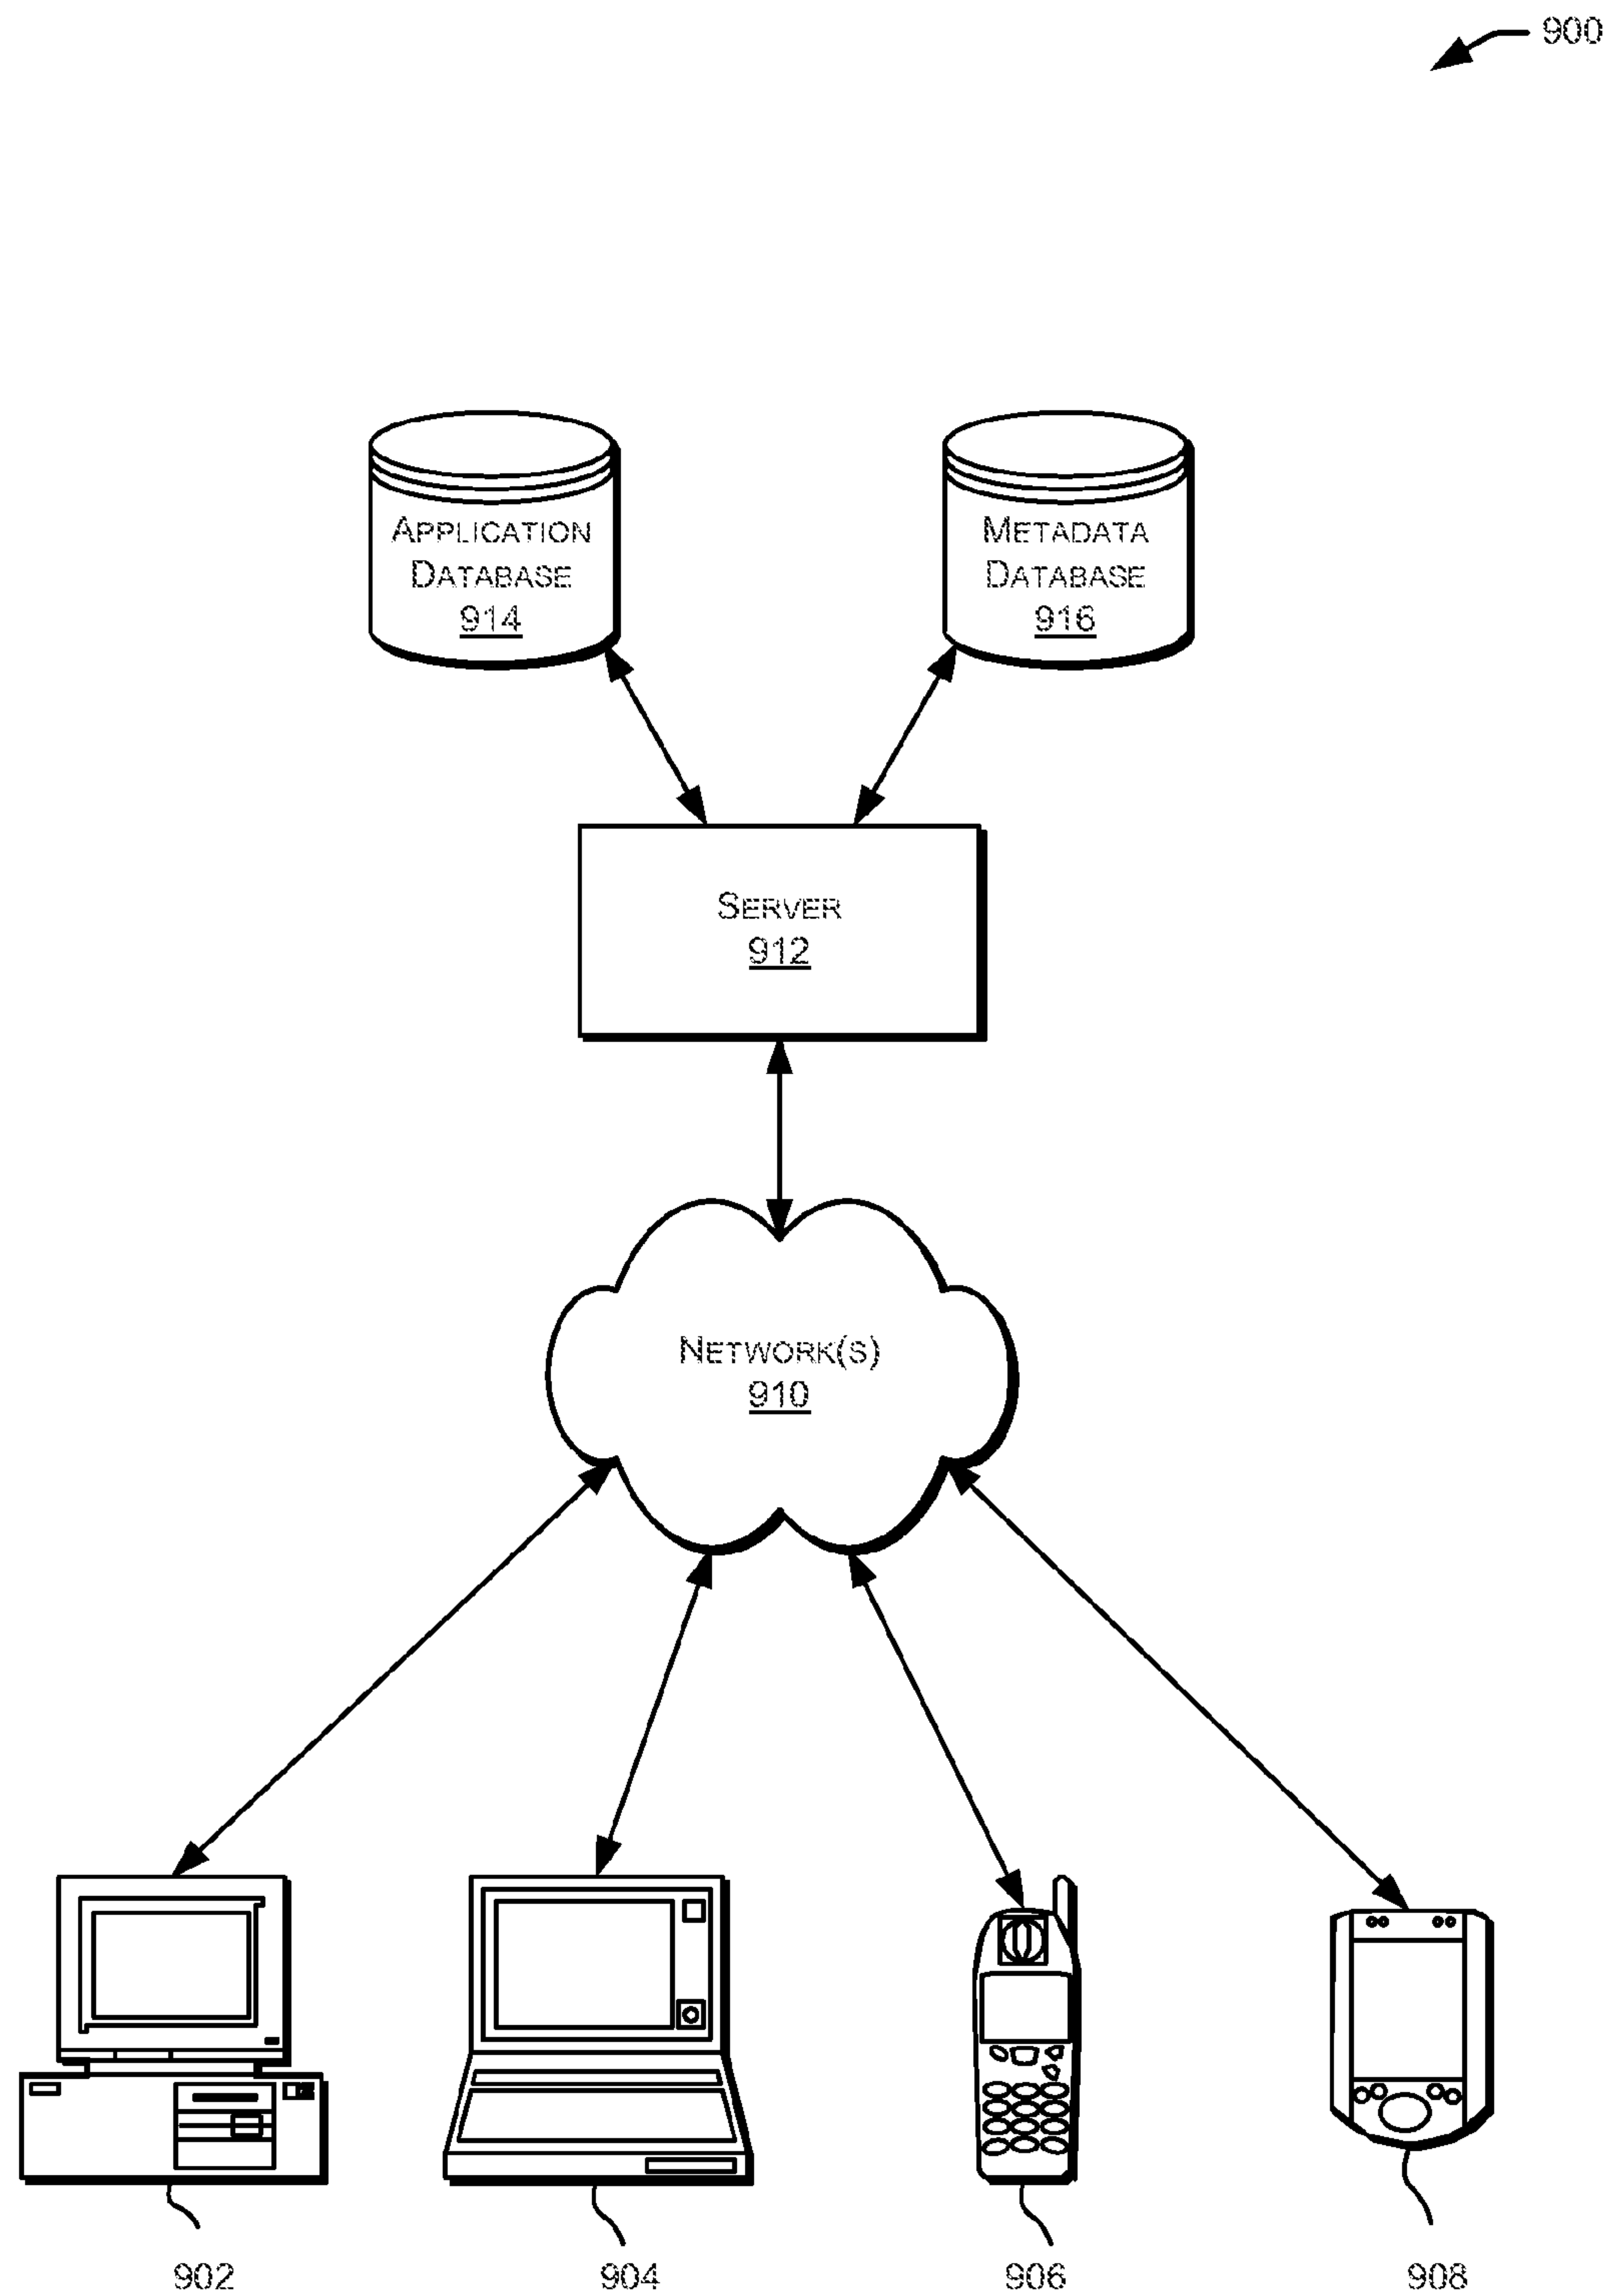 900
APPLICATION
DATABASE
914
METADATA
DATABASE
916
SERVER
912
NETWORK(S)
910
902
904
906
908